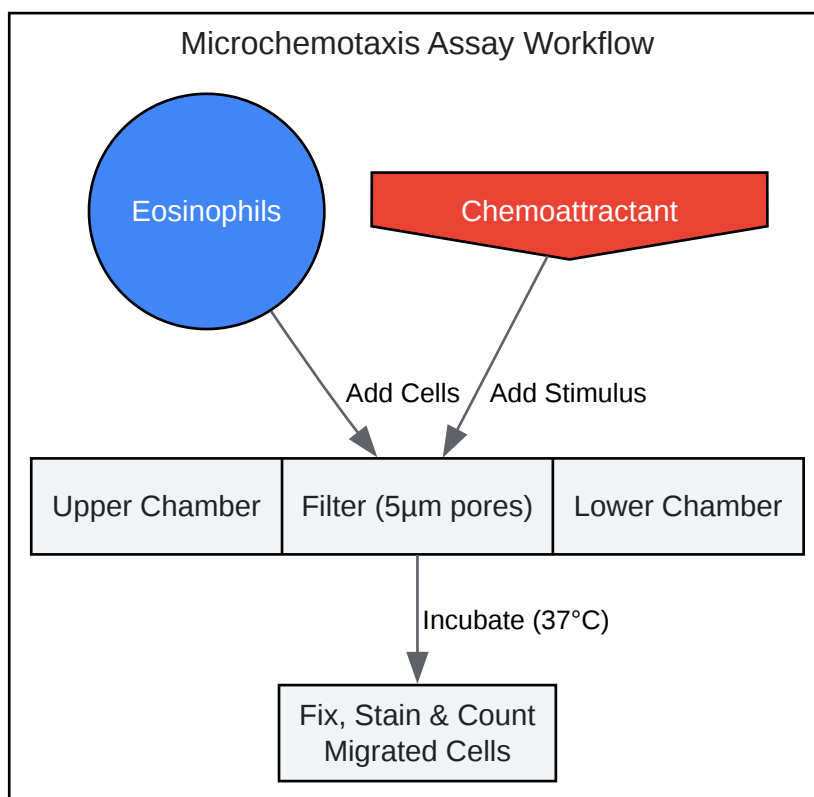 Microchemotaxis Assay Workflow
Eosinophils
Chemoattractant
Add Cells
Add Stimulus
Upper Chamber
Filter (5µm pores)
Lower Chamber
Incubate (37°C)
Fix, Stain & Count
Migrated Cells